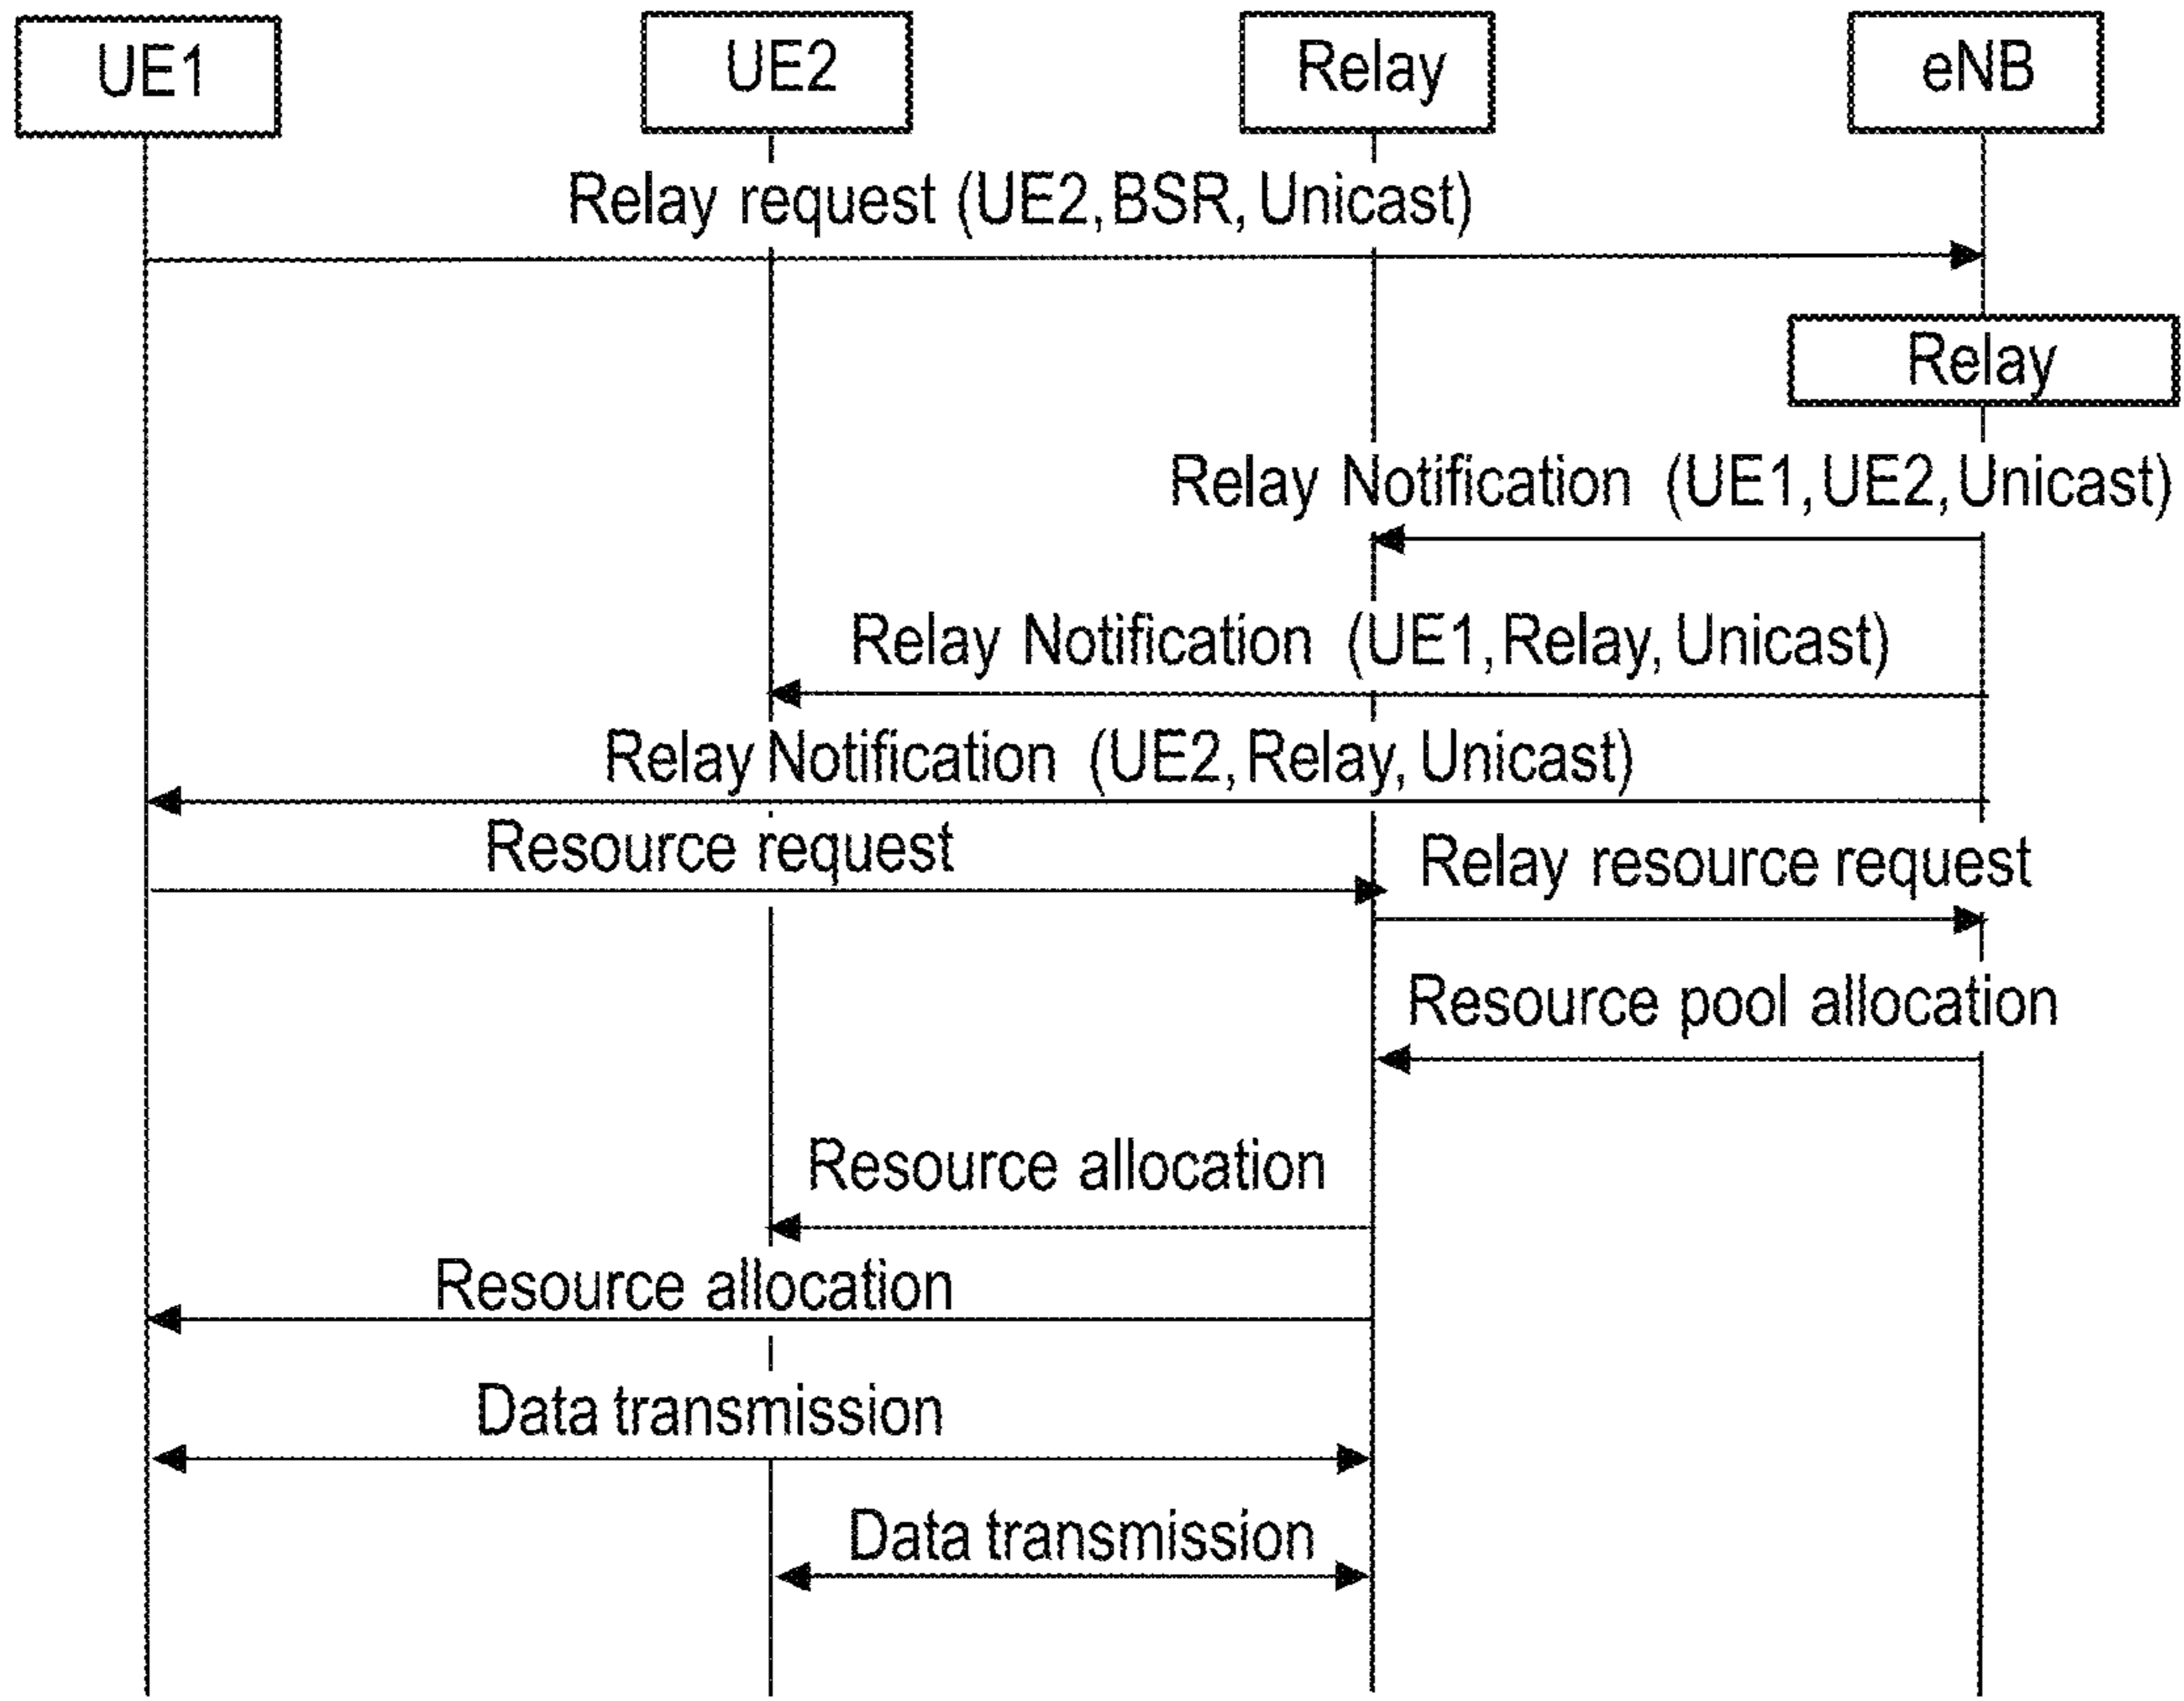 UE1
UE2
Relay
eNB
Relay request (UE2, BSR, Unicast)
Relay
Relay Notification (UE1, UE2, Unicast)
Relay Notification (UE1, Relay, Unicast)
Relay Notification (UE2, Relay, Unicast)
Resource request
Relay resource request
Resource pool allocation
Resource allocation
Resource allocation
Data transmission
Data transmission